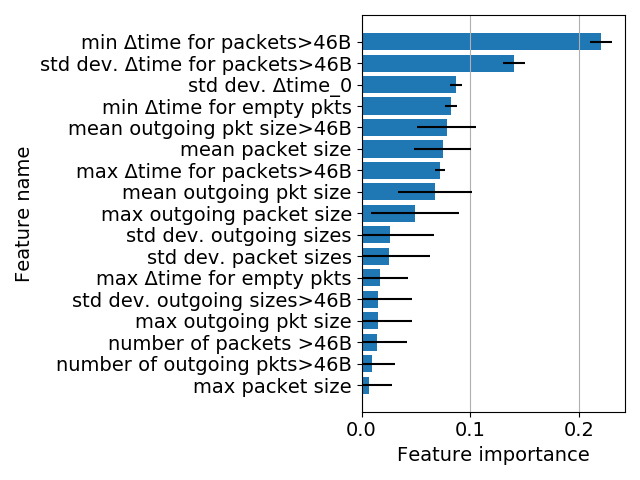 min Δtime for packets>46B
std dev. Δtime for packets>46B
std dev. Δtime_0
min Δtime for empty pkts
mean outgoing pkt size>46B
mean packet size
max Δtime for packets>46B
mean outgoing pkt size
max outgoing packet size
std dev. outgoing sizes
std dev. packet sizes
max Δtime for empty pkts
std dev. outgoing sizes>46B
max outgoing pkt size
number of packets >46B
number of outgoing pkts>46B
max packet size
Feature name
0.0 0.1 0.2
Feature importance